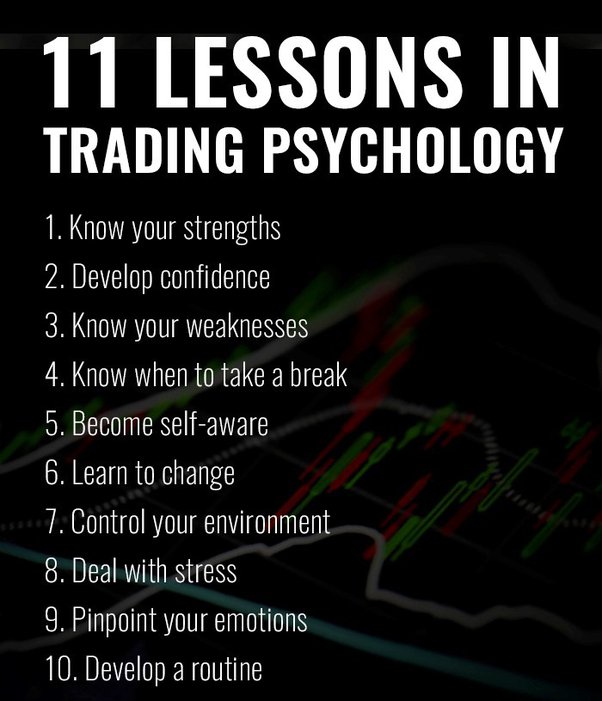 11 LESSONS IN
TRADING PSYCHOLOGY
1. Know your strengths
2. Develop confidence
3. Know your weaknesses
4. Know when to take a break
5. Become self-aware
6. Learn to change
7. Control your environment
8. Deal with stress
9. Pinpoint your emotions
10. Develop a routine